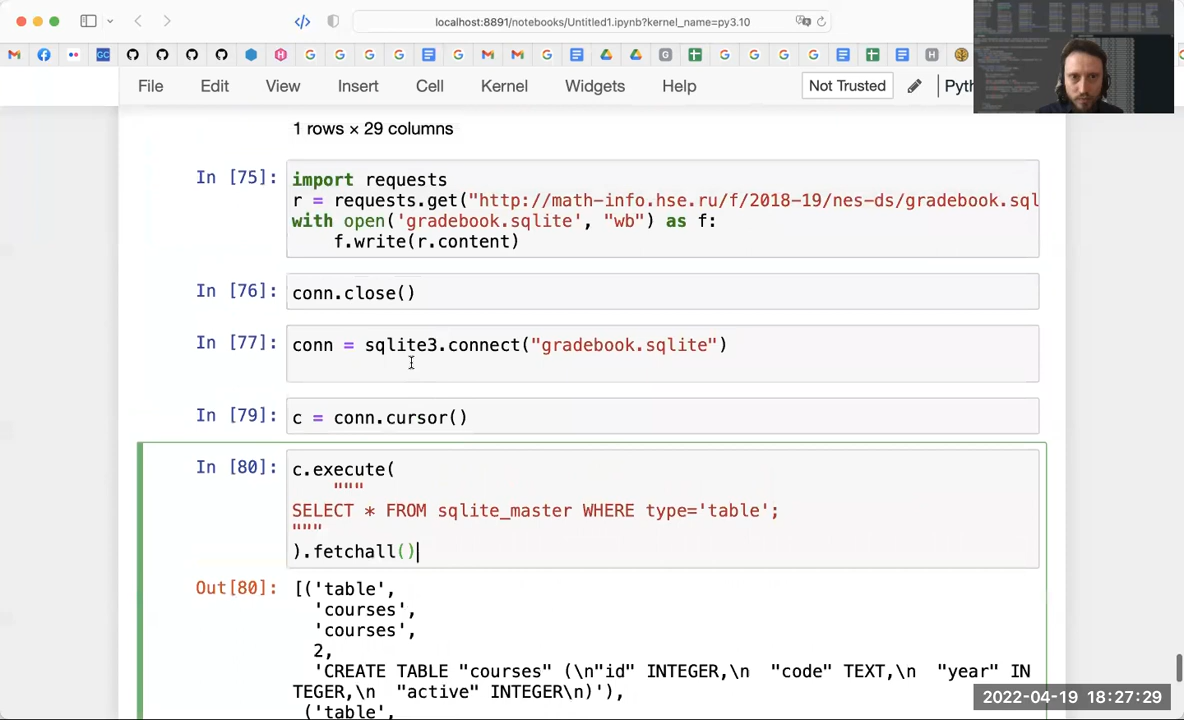 localhost:8891/notebooks/Untitled1.ipynb?kernel_name=py3.10
File Edit View Insert Cell Kernel Widgets Help Not Trusted Pyth
1 rows × 29 columns
In [75]: import requests
r = requests.get("http://math-info.hse.ru/f/2018-19/nes-ds/gradebook.sql
with open('gradebook.sqlite', "wb") as f:
f.write(r.content)
In [76]: conn.close()
In [77]: conn = sqlite3.connect("gradebook.sqlite")
In [79]: c = conn.cursor()
In [80]: c.execute(
"""
SELECT * FROM sqlite_master WHERE type='table';
"""
).fetchall()
Out[80]: [('table',
'courses',
'courses',
2,
'CREATE TABLE "courses" (\n"id" INTEGER,\n  "code" TEXT,\n  "year" IN
TEGER,\n  "active" INTEGER\n)'),
('table',
2022-04-19 18:27:29